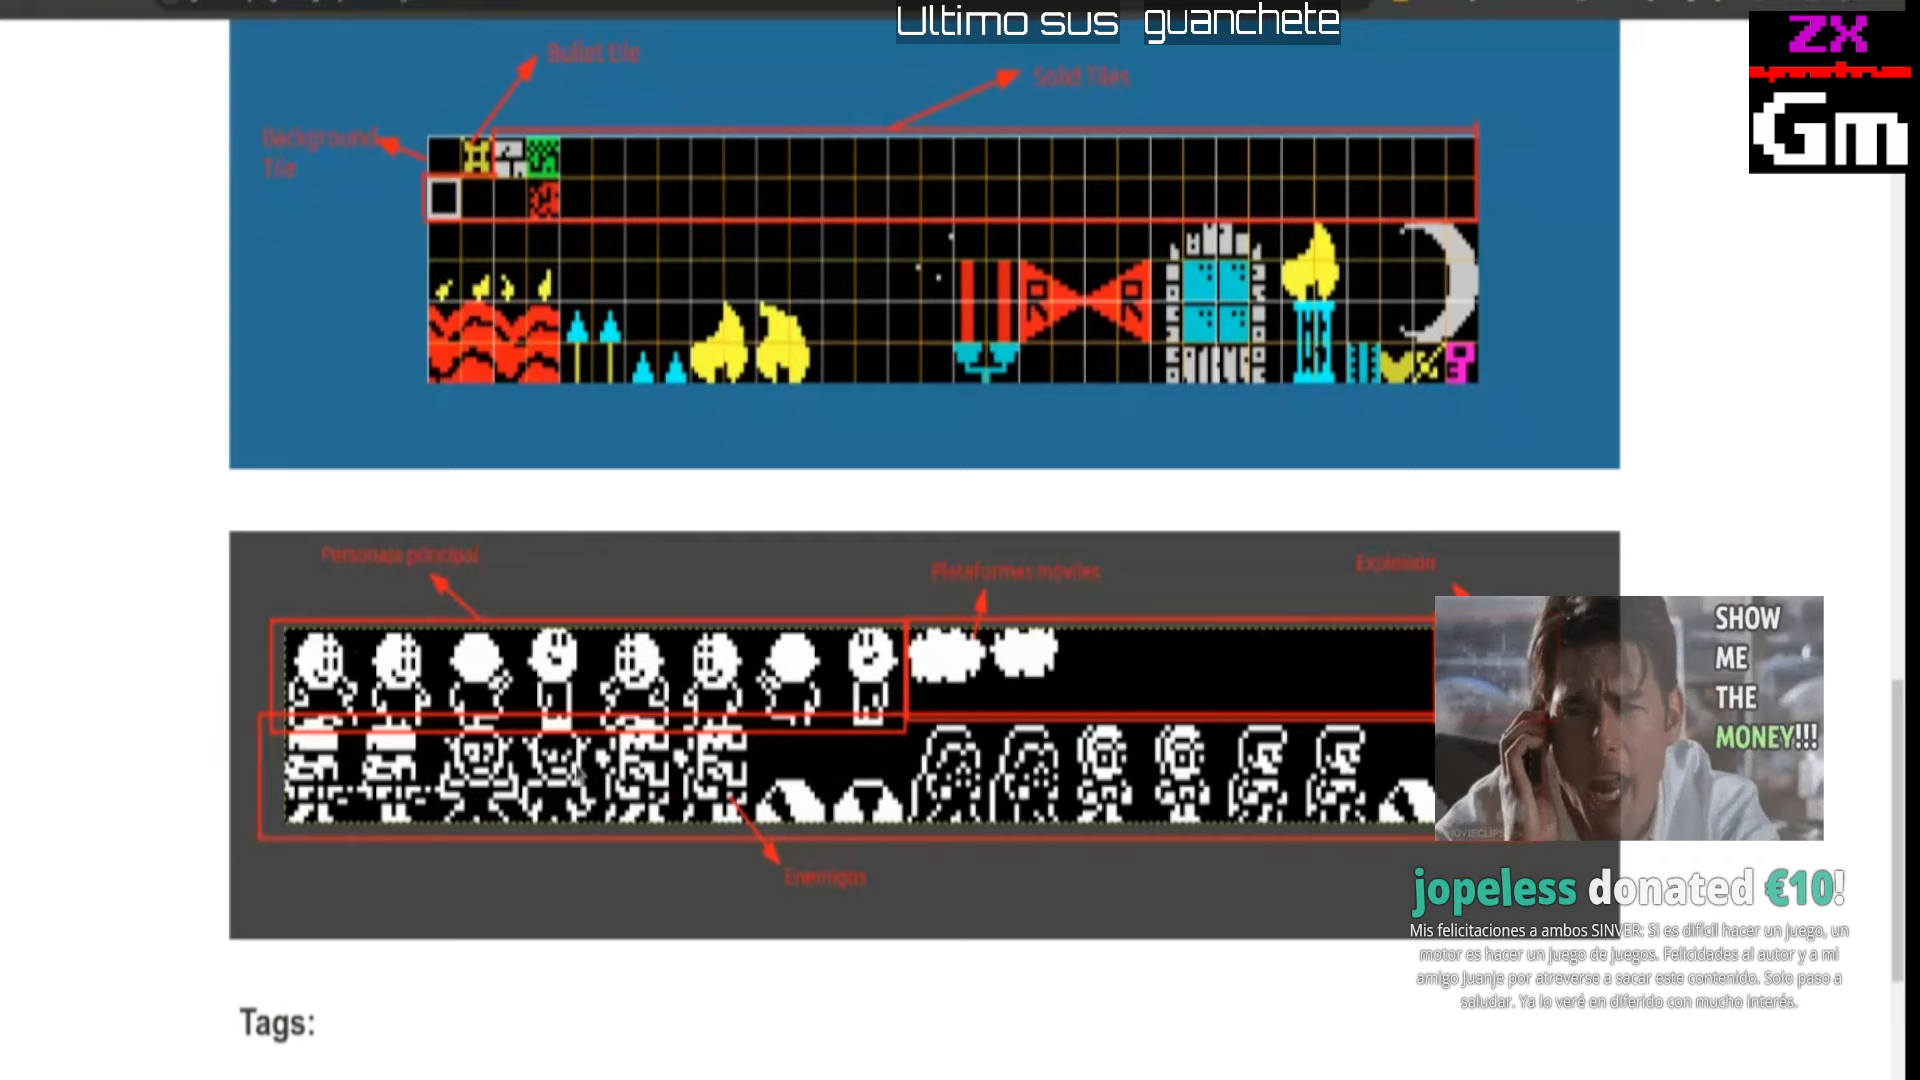 Ultimo sus guanchete
ZX
Gm
Bullet tile
Solid Tiles
Background
Tile
Personaje principal
Plataformas móviles
Explosión
Enemigos
SHOW
ME
THE
MONEY!!!
jopeless donated €10!
Mis felicitaciones a ambos SINVER: Si es difícil hacer un juego, un
motor es hacer un juego de juegos. Felicidades al autor y a mi
amigo Juanje por atreverse a sacar este contenido. Solo paso a
saludar. Ya lo veré en diferido con mucho interés.
Tags: